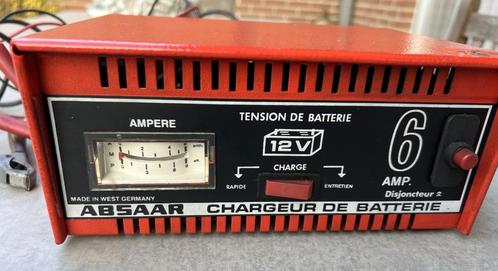 AMPERE
TENSION DE BATTERIE
12V
CHARGE
RAPIDE
ENTRETIEN
6
AMP.
Disjoncteur 2
MADE IN WEST GERMANY
ABSAAR CHARGEUR DE BATTERIE